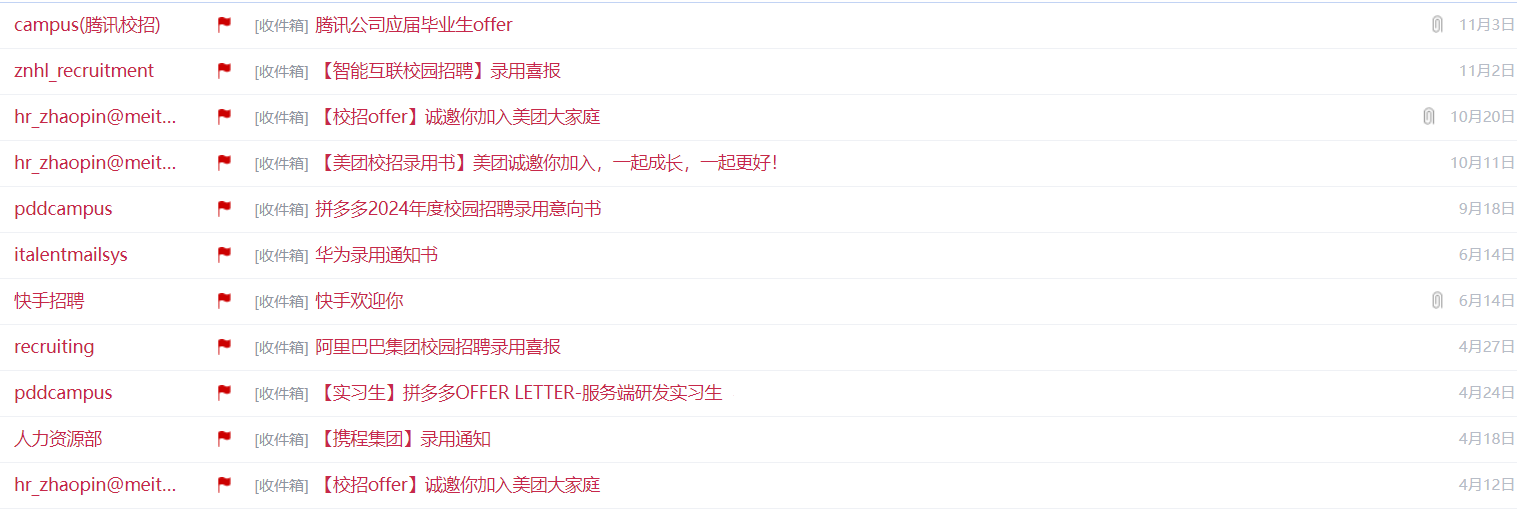 campus(腾讯校招) [收件箱] 腾讯公司应届毕业生offer 11月3日
znhl_recruitment [收件箱] 【智能互联校园招聘】录用喜报 11月2日
hr_zhaopin@meit... [收件箱] 【校招offer】诚邀你加入美团大家庭 10月20日
hr_zhaopin@meit... [收件箱] 【美团校招录用书】美团诚邀你加入，一起成长，一起更好！ 10月11日
pddcampus [收件箱] 拼多多2024年度校园招聘录用意向书 9月18日
italentmailsys [收件箱] 华为录用通知书 6月14日
快手招聘 [收件箱] 快手欢迎你 6月14日
recruiting [收件箱] 阿里巴巴集团校园招聘录用喜报 4月27日
pddcampus [收件箱] 【实习生】拼多多OFFER LETTER-服务端研发实习生 4月24日
人力资源部 [收件箱] 【携程集团】录用通知 4月18日
hr_zhaopin@meit... [收件箱] 【校招offer】诚邀你加入美团大家庭 4月12日